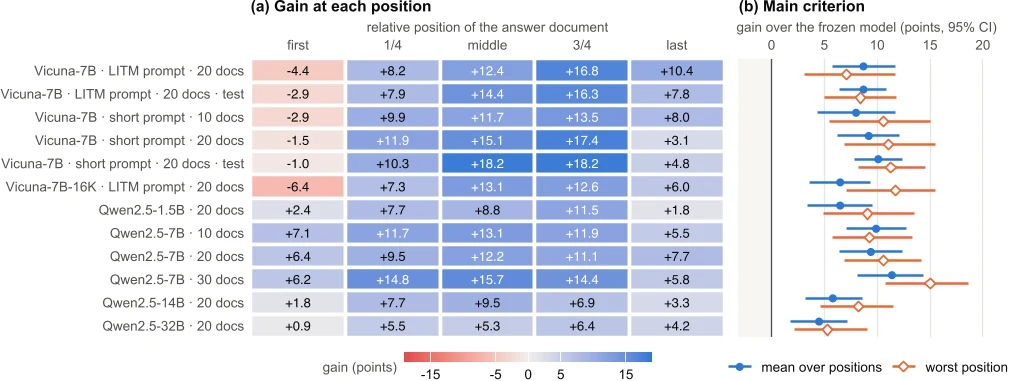 (a) Gain at each position
(b) Main criterion
relative position of the answer document
gain over the frozen model (points, 95% CI)
first 1/4 middle 3/4 last
0 5 10 15 20
Vicuna-7B · LITM prompt · 20 docs -4.4 +8.2 +12.4 +16.8 +10.4
Vicuna-7B · LITM prompt · 20 docs · test -2.9 +7.9 +14.4 +16.3 +7.8
Vicuna-7B · short prompt · 10 docs -2.9 +9.9 +11.7 +13.5 +8.0
Vicuna-7B · short prompt · 20 docs -1.5 +11.9 +15.1 +17.4 +3.1
Vicuna-7B · short prompt · 20 docs · test -1.0 +10.3 +18.2 +18.2 +4.8
Vicuna-7B-16K · LITM prompt · 20 docs -6.4 +7.3 +13.1 +12.6 +6.0
Qwen2.5-1.5B · 20 docs +2.4 +7.7 +8.8 +11.5 +1.8
Qwen2.5-7B · 10 docs +7.1 +11.7 +13.1 +11.9 +5.5
Qwen2.5-7B · 20 docs +6.4 +9.5 +12.2 +11.1 +7.7
Qwen2.5-7B · 30 docs +6.2 +14.8 +15.7 +14.4 +5.8
Qwen2.5-14B · 20 docs +1.8 +7.7 +9.5 +6.9 +3.3
Qwen2.5-32B · 20 docs +0.9 +5.5 +5.3 +6.4 +4.2
gain (points)
-15 -5 0 5 15
mean over positions worst position